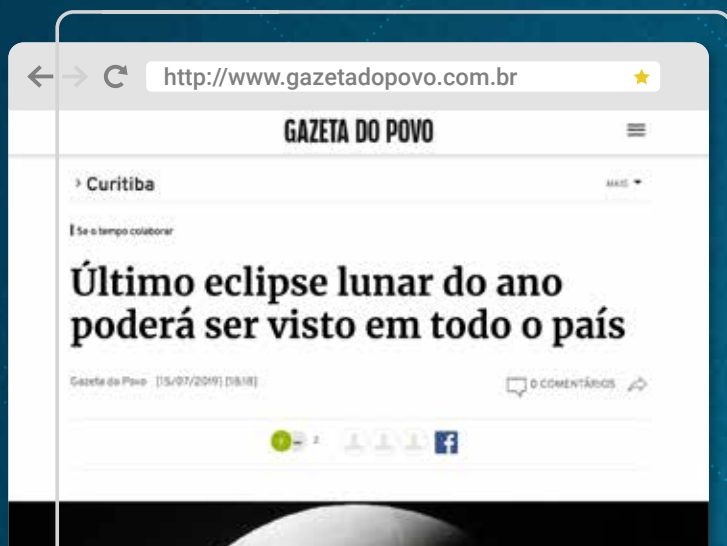 http://www.gazetadopovo.com.br
GAZETA DO POVO
› Curitiba
MAIS
Se o tempo colaborar
Último eclipse lunar do ano
poderá ser visto em todo o país
Gazeta do Povo [15/07/2019] [18:18]
0 COMENTÁRIOS
2
f